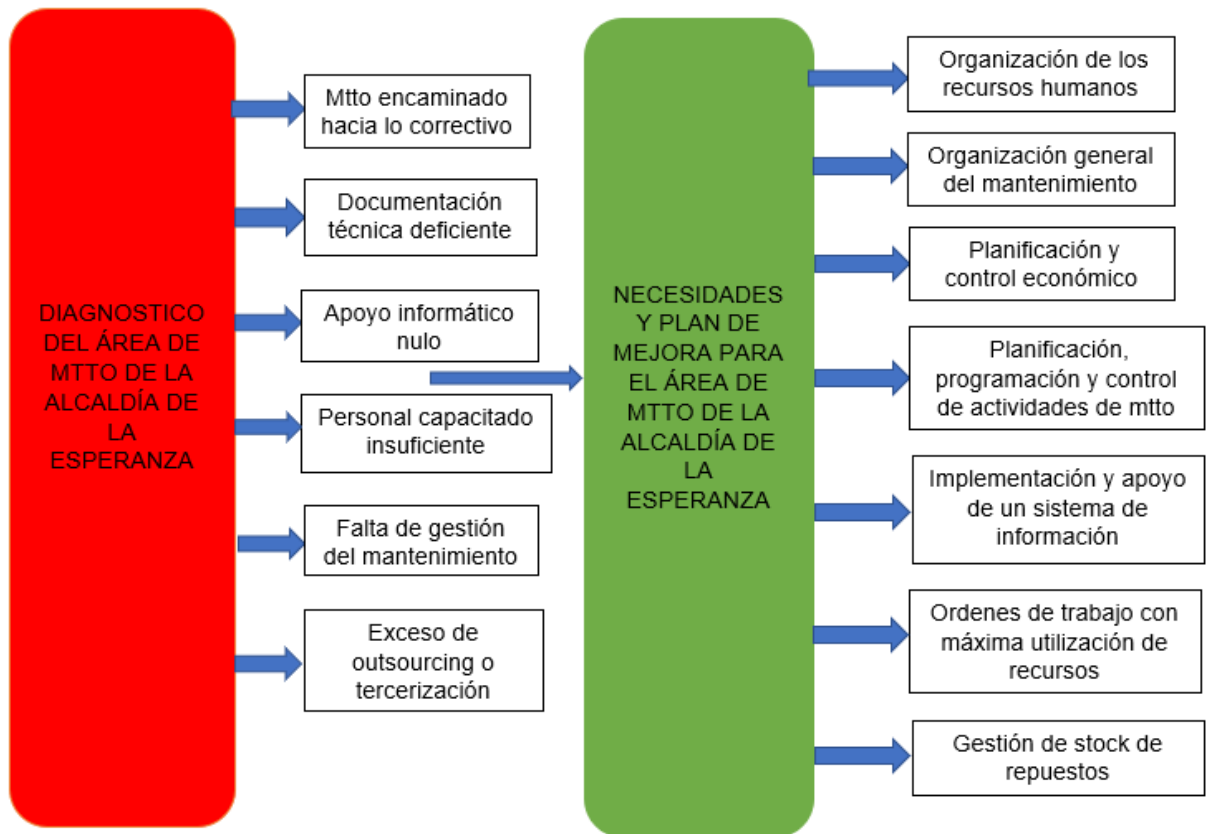 DIAGNOSTICO
DEL ÁREA DE
MTTO DE LA
ALCALDÍA DE
LA
ESPERANZA
Mtto encaminado
hacia lo correctivo
Documentación
técnica deficiente
Apoyo informático
nulo
Personal capacitado
insuficiente
Falta de gestión
del mantenimiento
Exceso de
outsourcing o
tercerización
NECESIDADES
Y PLAN DE
MEJORA PARA
EL ÁREA DE
MTTO DE LA
ALCALDÍA DE
LA
ESPERANZA
Organización de los
recursos humanos
Organización general
del mantenimiento
Planificación y
control económico
Planificación,
programación y control
de actividades de mtto
Implementación y apoyo
de un sistema de
información
Ordenes de trabajo con
máxima utilización de
recursos
Gestión de stock de
repuestos